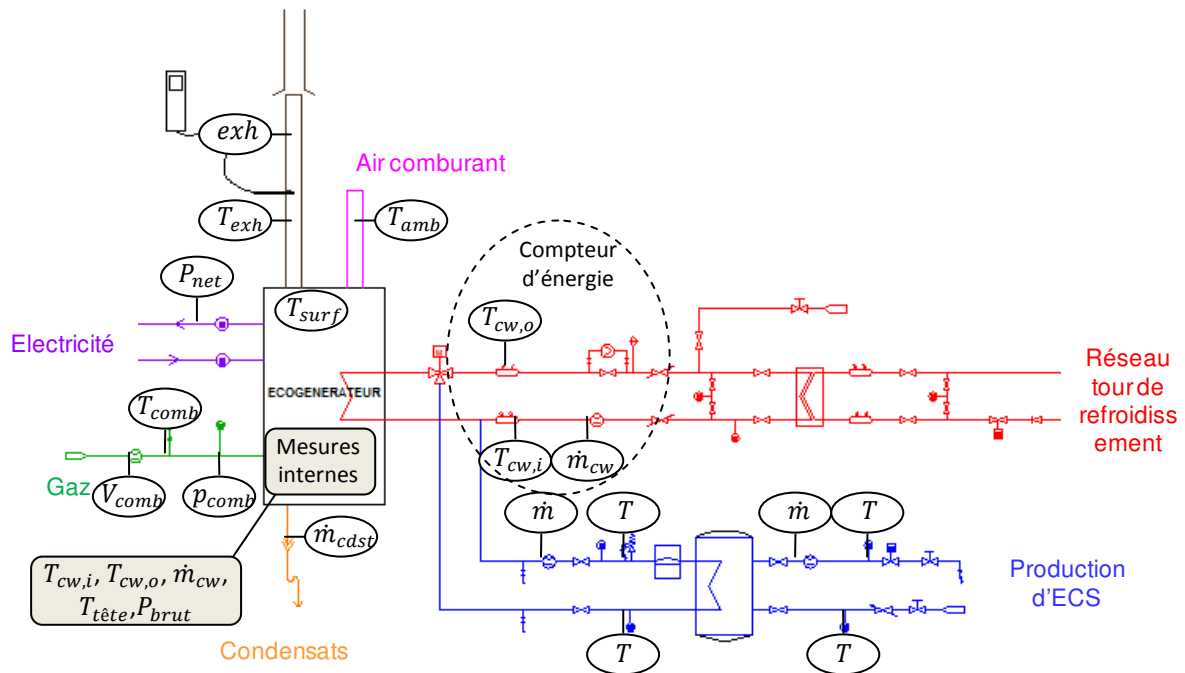 exh
Air comburant
T_exh
T_amb
Compteur
d'énergie
P_net
T_surf
T_cw,o
Electricité
ECOGENERATEUR
Réseau
tour de
refroidiss
ement
T_comb
Mesures
internes
T_cw,i
ṁ_cw
Gaz
V_comb
p_comb
ṁ
T
ṁ
T
ṁ_cdst
T_cw,i, T_cw,o, ṁ_cw,
T_tête,P_brut
Production
d'ECS
Condensats
T
T